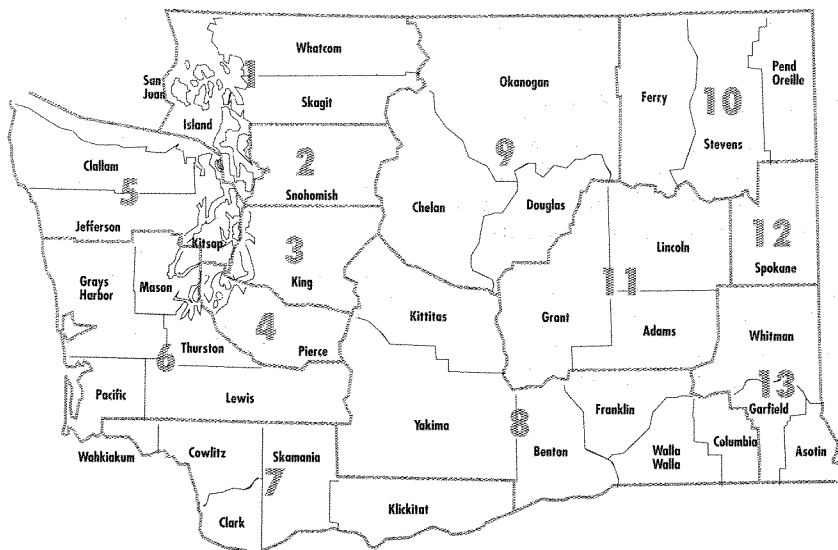 Whatcom
San
Juan
1
Skagit
Island
Okanogan
Ferry
10
Stevens
Pend
Oreille
Clallam
5
Jefferson
2
Snohomish
9
Chelan
Douglas
Kitsap
3
King
Lincoln
12
Spokane
Grays
Harbor
Mason
4
Pierce
Thurston
6
Kittitas
Grant
11
Adams
Whitman
13
Pacific
Lewis
Yakima
8
Benton
Franklin
Walla
Walla
Columbia
Garfield
Asotin
Wahkiakum
Cowlitz
Skamania
7
Clark
Klickitat